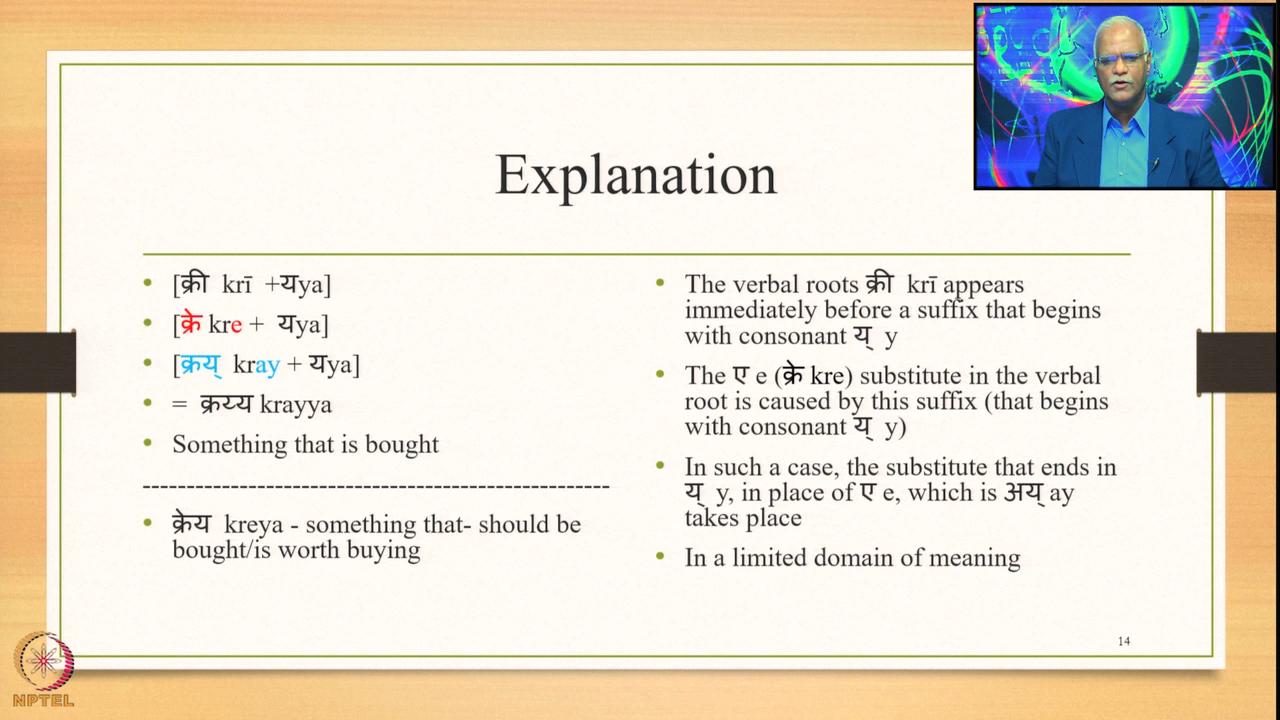 Explanation
• [क्री krī +यya]
• [क्रे kre + यya]
• [क्रय् kray + यya]
• = क्रय्य krayya
• Something that is bought
-----------------------------------------------------
• क्रेय kreya - something that- should be
bought/is worth buying
• The verbal roots क्री krī appears
immediately before a suffix that begins
with consonant य् y
• The ए e (क्रे kre) substitute in the verbal
root is caused by this suffix (that begins
with consonant य् y)
• In such a case, the substitute that ends in
य् y, in place of ए e, which is अय् ay
takes place
• In a limited domain of meaning
14
NPTEL